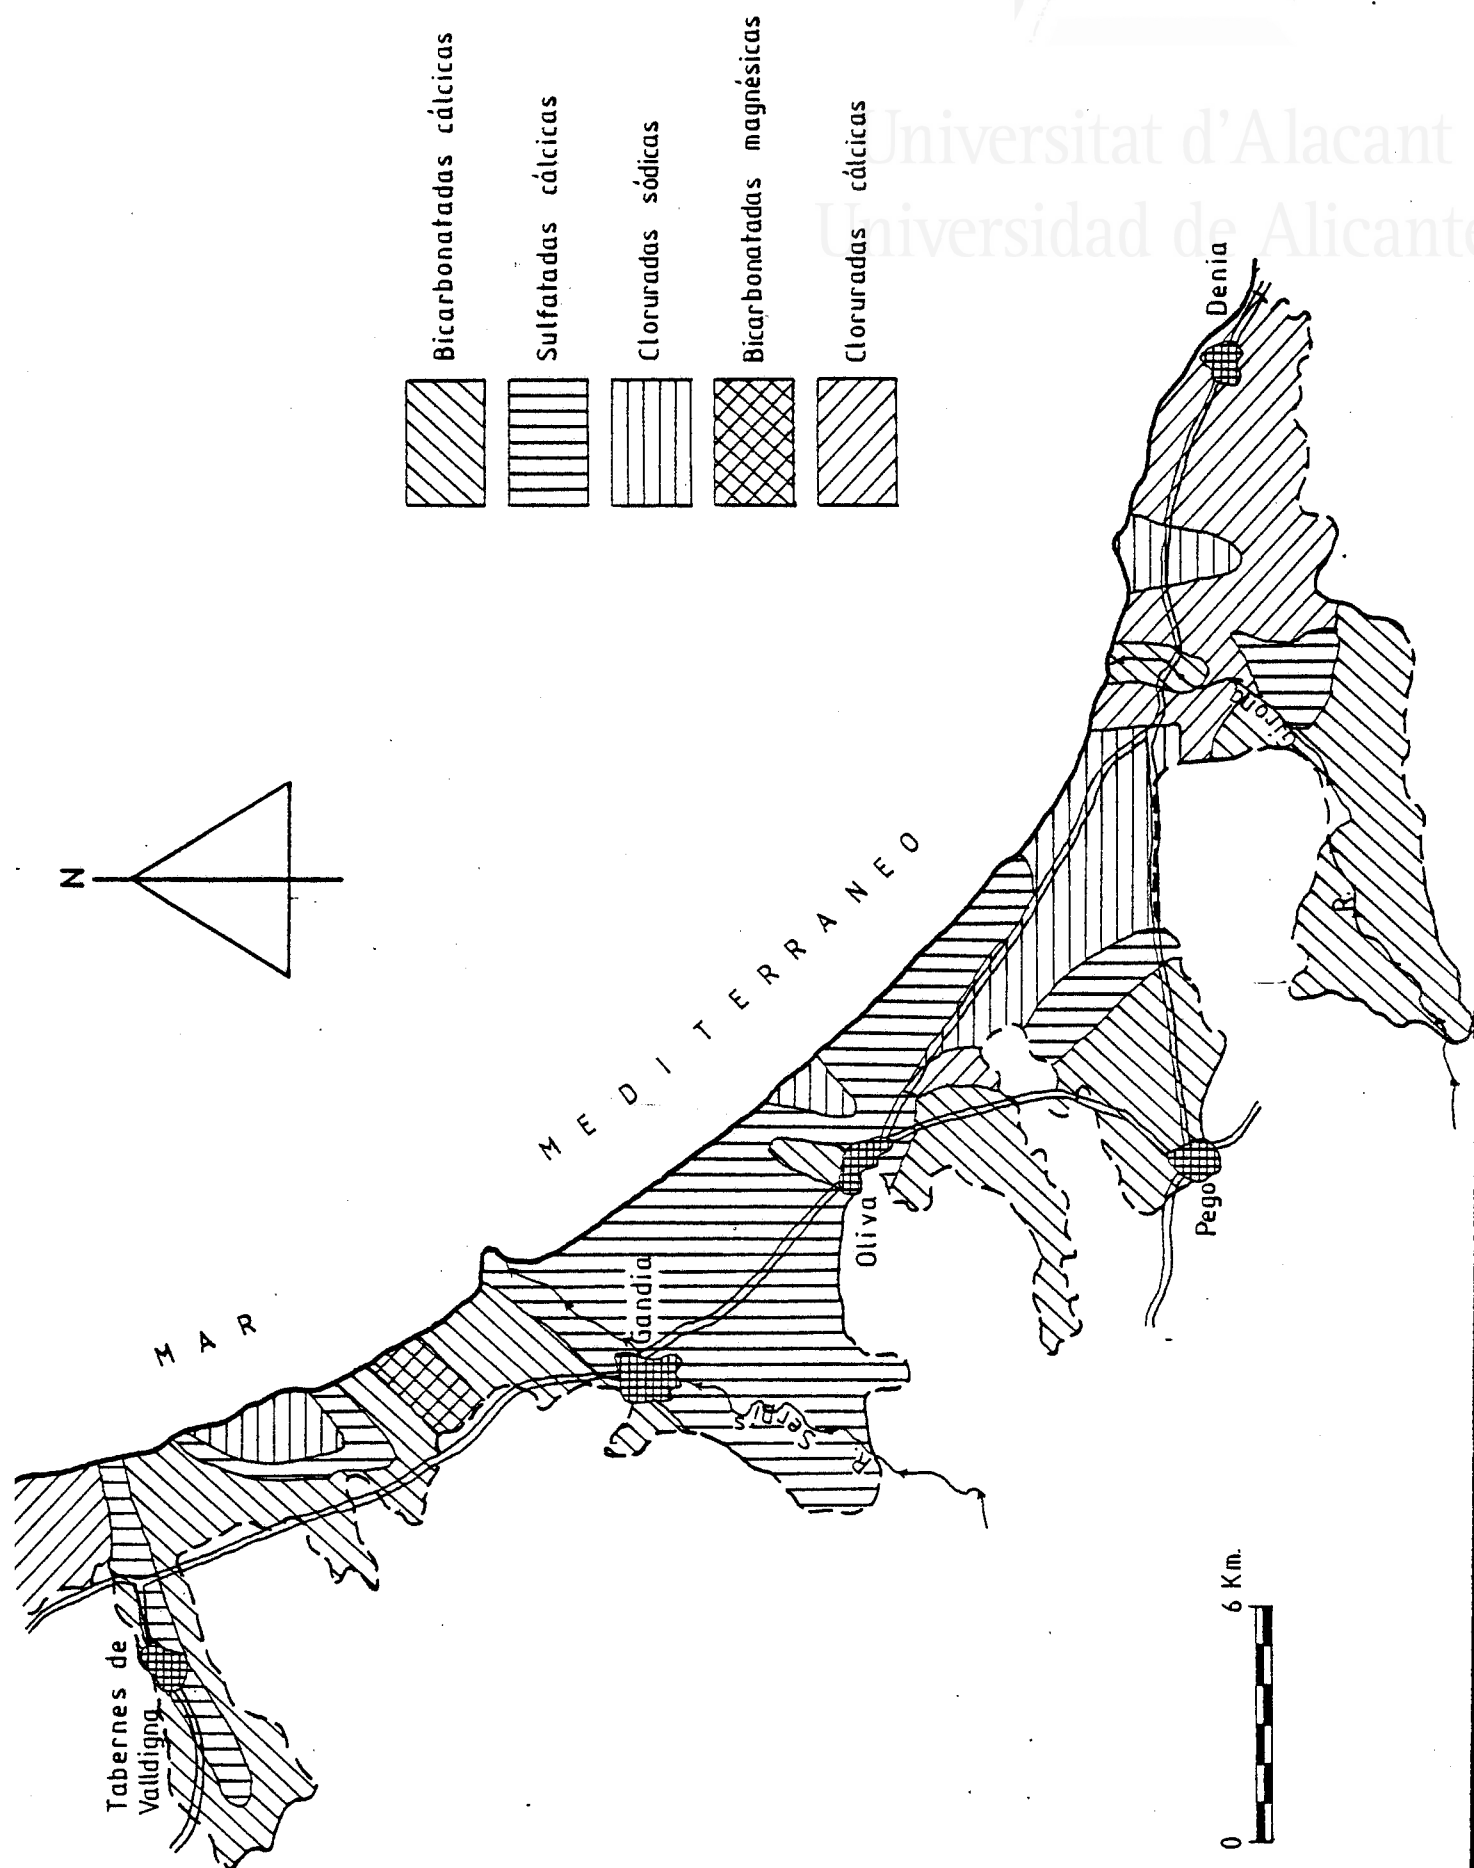 Universitat d'Alacant
Universidad de Alicante
Bicarbonatadas cálcicas
Sulfatadas cálcicas
Cloruradas sódicas
Bicarbonatadas magnésicas
Cloruradas cálcicas
N
MAR MEDITERRANEO
Tabernes de
Valldigna
Gandia
R. Serpis
Oliva
Pego
R. Girona
Denia
0 6 Km.